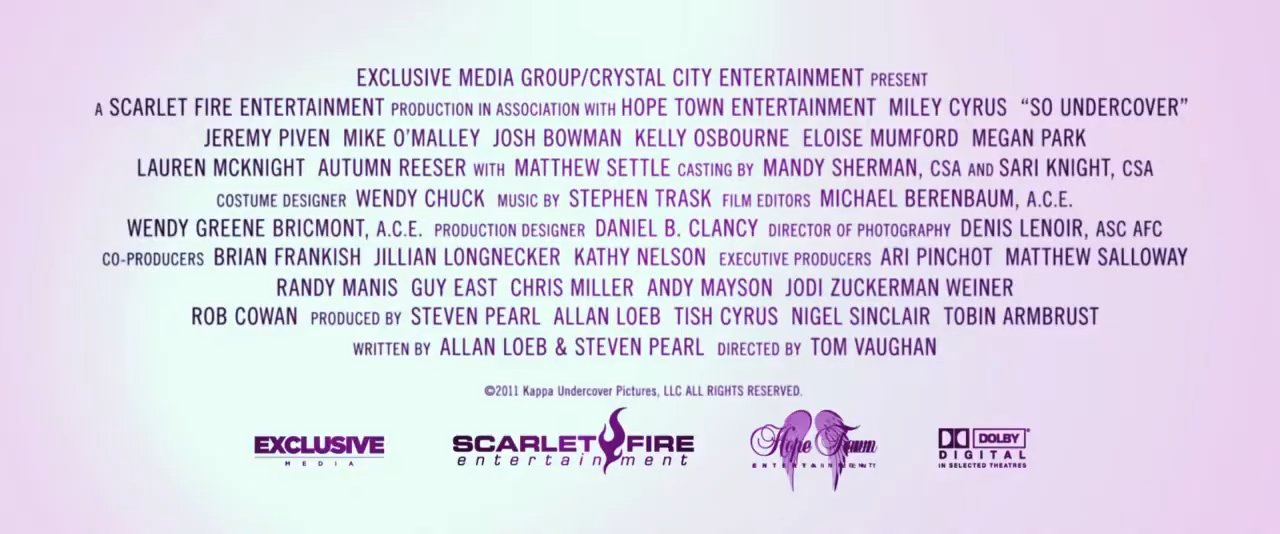 EXCLUSIVE MEDIA GROUP/CRYSTAL CITY ENTERTAINMENT PRESENT
A SCARLET FIRE ENTERTAINMENT PRODUCTION IN ASSOCIATION WITH HOPE TOWN ENTERTAINMENT MILEY CYRUS “SO UNDERCOVER”
JEREMY PIVEN MIKE O’MALLEY JOSH BOWMAN KELLY OSBOURNE ELOISE MUMFORD MEGAN PARK
LAUREN MCKNIGHT AUTUMN REESER WITH MATTHEW SETTLE CASTING BY MANDY SHERMAN, CSA AND SARI KNIGHT, CSA
COSTUME DESIGNER WENDY CHUCK MUSIC BY STEPHEN TRASK FILM EDITORS MICHAEL BERENBAUM, A.C.E.
WENDY GREENE BRICMONT, A.C.E. PRODUCTION DESIGNER DANIEL B. CLANCY DIRECTOR OF PHOTOGRAPHY DENIS LENOIR, ASC AFC
CO-PRODUCERS BRIAN FRANKISH JILLIAN LONGNECKER KATHY NELSON EXECUTIVE PRODUCERS ARI PINCHOT MATTHEW SALLOWAY
RANDY MANIS GUY EAST CHRIS MILLER ANDY MAYSON JODI ZUCKERMAN WEINER
ROB COWAN PRODUCED BY STEVEN PEARL ALLAN LOEB TISH CYRUS NIGEL SINCLAIR TOBIN ARMBRUST
WRITTEN BY ALLAN LOEB & STEVEN PEARL DIRECTED BY TOM VAUGHAN
©2011 Kappa Undercover Pictures, LLC ALL RIGHTS RESERVED.
EXCLUSIVE
MEDIA
SCARLET FIRE
entertainment
Hope Town
ENTERTAINMENT
DOLBY
DIGITAL
IN SELECTED THEATRES